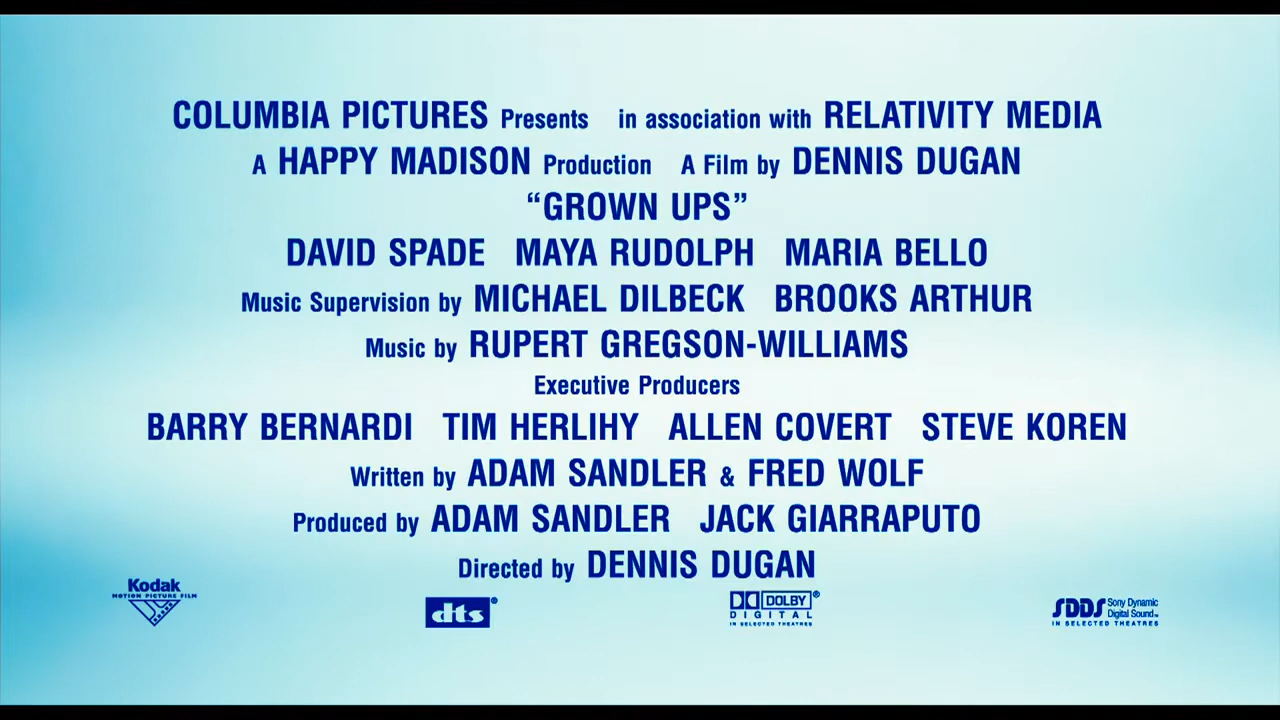 COLUMBIA PICTURES Presents in association with RELATIVITY MEDIA
A HAPPY MADISON Production A Film by DENNIS DUGAN
“GROWN UPS”
DAVID SPADE MAYA RUDOLPH MARIA BELLO
Music Supervision by MICHAEL DILBECK BROOKS ARTHUR
Music by RUPERT GREGSON-WILLIAMS
Executive Producers
BARRY BERNARDI TIM HERLIHY ALLEN COVERT STEVE KOREN
Written by ADAM SANDLER & FRED WOLF
Produced by ADAM SANDLER JACK GIARRAPUTO
Directed by DENNIS DUGAN
Kodak
MOTION PICTURE FILM
dts®
DOLBY®
DIGITAL
IN SELECTED THEATRES
SDDS Sony Dynamic
Digital Sound™
IN SELECTED THEATRES